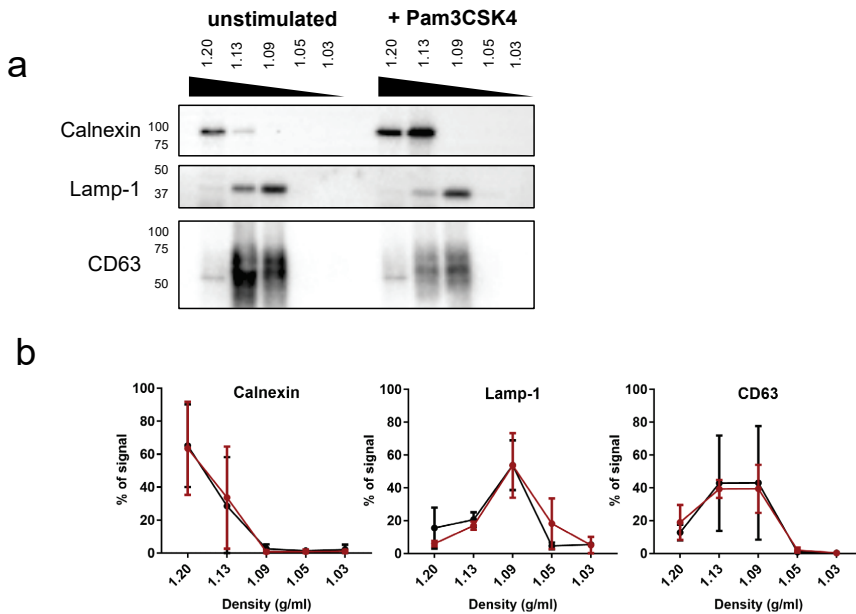 unstimulated + Pam3CSK4
1.20 1.13 1.09 1.05 1.03 1.20 1.13 1.09 1.05 1.03
a
Calnexin 100
75
Lamp-1 50
37
CD63 100
75
50
b
Calnexin
% of signal
100
80
60
40
20
0
1.20 1.13 1.09 1.05 1.03
Density (g/ml)
Lamp-1
% of signal
100
80
60
40
20
0
1.20 1.13 1.09 1.05 1.03
Density (g/ml)
CD63
% of signal
100
80
60
40
20
0
1.20 1.13 1.09 1.05 1.03
Density (g/ml)